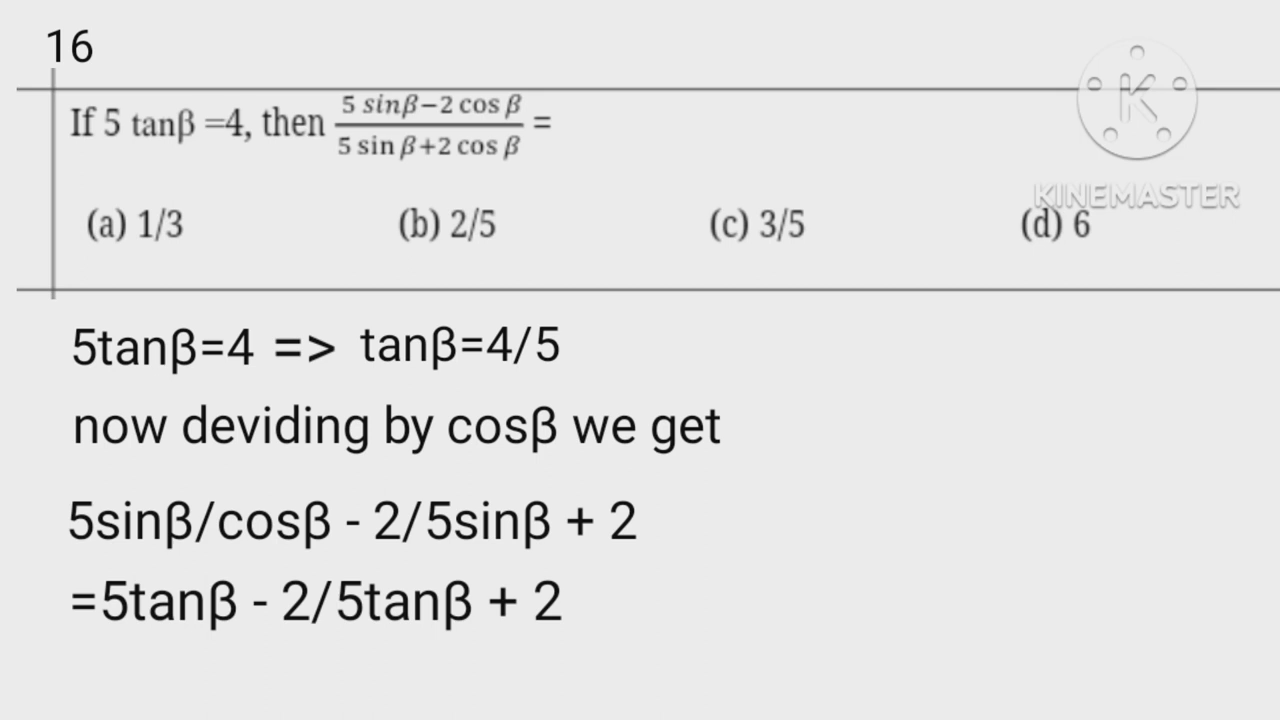 16
If 5 tanβ =4, then (5 sinβ−2 cos β)/(5 sin β+2 cos β) =
KINEMASTER
(a) 1/3 (b) 2/5 (c) 3/5 (d) 6
5tanβ=4 => tanβ=4/5
now deviding by cosβ we get
5sinβ/cosβ - 2/5sinβ + 2
=5tanβ - 2/5tanβ + 2